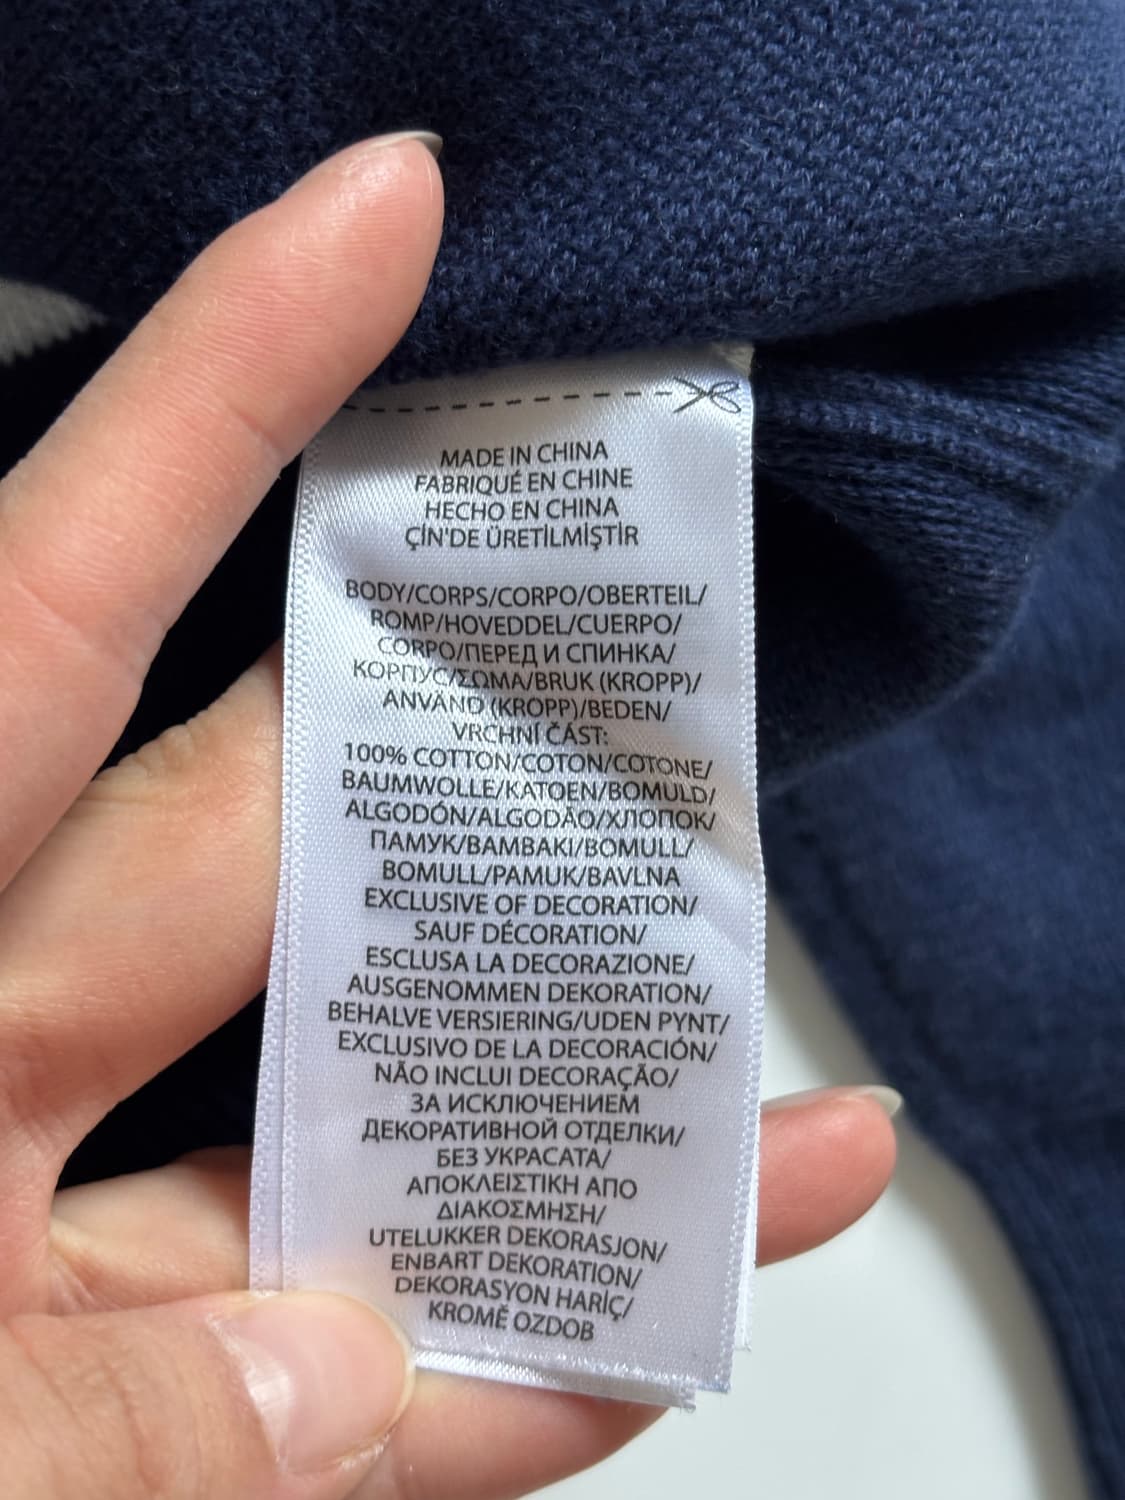 MADE IN CHINA
FABRIQUÉ EN CHINE
HECHO EN CHINA
ÇİN'DE ÜRETİLMİŞTİR
BODY/CORPS/CORPO/OBERTEIL/
ROMP/HOVEDDEL/CUERPO/
CORPO/ПЕРЕД И СПИНКА/
КОРПУС/ΣΩΜΑ/BRUK (KROPP)/
ANVÄND (KROPP)/BEDEN/
VRCHNÍ ČÁST:
100% COTTON/COTON/COTONE/
BAUMWOLLE/KATOEN/BOMULD/
ALGODÓN/ALGODÃO/ХЛОПОК/
ПАМУК/ΒΑΜΒΑΚΙ/BOMULL/
BOMULL/PAMUK/BAVLNA
EXCLUSIVE OF DECORATION/
SAUF DÉCORATION/
ESCLUSA LA DECORAZIONE/
AUSGENOMMEN DEKORATION/
BEHALVE VERSIERING/UDEN PYNT/
EXCLUSIVO DE LA DECORACIÓN/
NÃO INCLUI DECORAÇÃO/
ЗА ИСКЛЮЧЕНИЕМ
ДЕКОРАТИВНОЙ ОТДЕЛКИ/
БЕЗ УКРАСАТА/
ΑΠΟΚΛΕΙΣΤΙΚΗ ΑΠΟ
ΔΙΑΚΟΣΜΗΣΗ/
UTELUKKER DEKORASJON/
ENBART DEKORATION/
DEKORASYON HARİÇ/
KROMĚ OZDOB